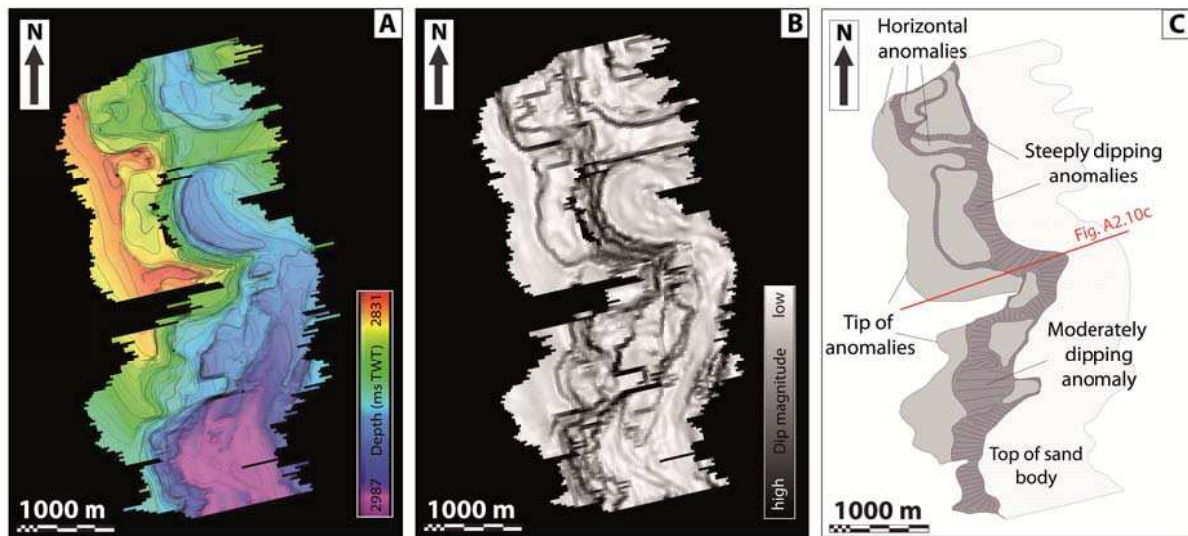 N
A
2831
Depth (ms TWT)
2987
1000 m
N
B
low
Dip magnitude
high
1000 m
N
C
Horizontal
anomalies
Steeply dipping
anomalies
Fig. A2.10c
Tip of
anomalies
Moderately
dipping
anomaly
Top of sand
body
1000 m